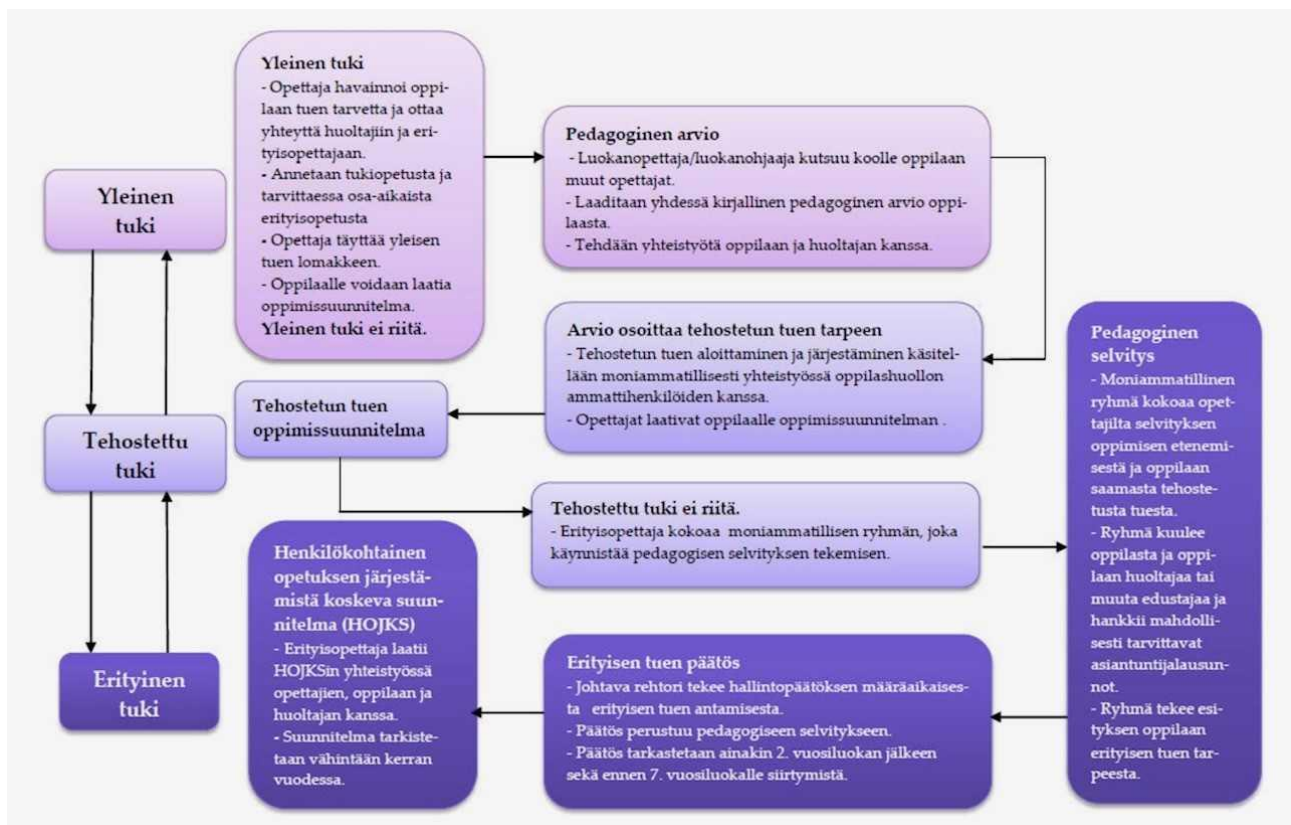 Yleinen
tuki
Tehostettu
tuki
Erityinen
tuki
Yleinen tuki
- Opettaja havainnoi oppi-
laan tuen tarvetta ja ottaa
yhteyttä huoltajiin ja eri-
tyisopettajaan.
- Annetaan tukiopetusta ja
tarvittaessa osa-aikaista
erityisopetusta
- Opettaja täyttää yleisen
tuen lomakkeen.
- Oppilaalle voidaan laatia
oppimissuunnitelma.
Yleinen tuki ei riitä.
Pedagoginen arvio
- Luokanopettaja/luokanohjaaja kutsuu koolle oppilaan
muut opettajat.
- Laaditaan yhdessä kirjallinen pedagoginen arvio oppi-
laasta.
- Tehdään yhteistyötä oppilaan ja huoltajan kanssa.
Arvio osoittaa tehostetun tuen tarpeen
- Tehostetun tuen aloittaminen ja järjestäminen käsitel-
lään moniammatillisesti yhteistyössä oppilashuollon
ammattihenkilöiden kanssa.
- Opettajat laativat oppilaalle oppimissuunnitelman .
Tehostetun tuen
oppimissuunnitelma
Tehostettu tuki ei riitä.
- Erityisopettaja kokoaa moniammatillisen ryhmän, joka
käynnistää pedagogisen selvityksen tekemisen.
Pedagoginen
selvitys
- Moniammatillinen
ryhmä kokoaa opet-
tajilta selvityksen
oppimisen etenemi-
sestä ja oppilaan
saamasta tehoste-
tusta tuesta.
- Ryhmä kuulee
oppilasta ja oppi-
laan huoltajaa tai
muuta edustajaa ja
hankkii mahdolli-
sesti tarvittavat
asiantuntijalausun-
not.
- Ryhmä tekee esi-
tyksen oppilaan
erityisen tuen tar-
peesta.
Erityisen tuen päätös
- Johtava rehtori tekee hallintopäätöksen määräaikaises-
ta erityisen tuen antamisesta.
- Päätös perustuu pedagogiseen selvitykseen.
- Päätös tarkastetaan ainakin 2. vuosiluokan jälkeen
sekä ennen 7. vuosiluokalle siirtymistä.
Henkilökohtainen
opetuksen järjestä-
mistä koskeva suun-
nitelma (HOJKS)
- Erityisopettaja laatii
HOJKSin yhteistyössä
opettajien, oppilaan ja
huoltajan kanssa.
- Suunnitelma tarkiste-
taan vähintään kerran
vuodessa.